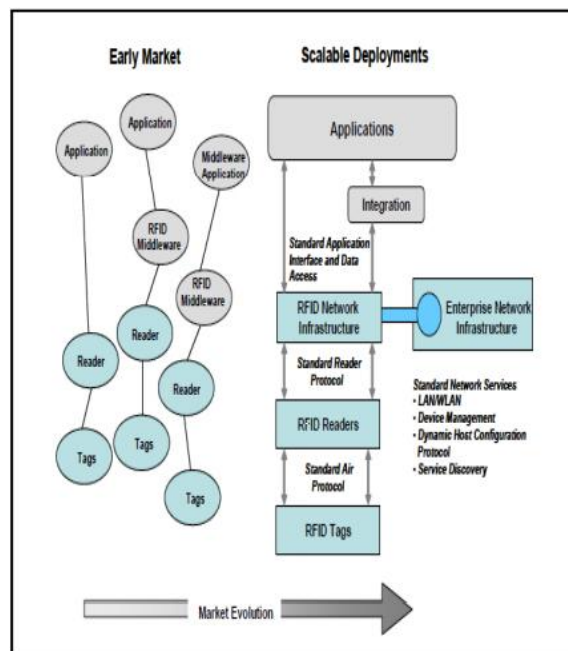 Early Market
Application
Application
Middleware
Application
RFID
Middleware
RFID
Middleware
Reader
Reader
Reader
Tags
Tags
Tags
Scalable Deployments
Applications
Integration
Standard Application
Interface and Data
Access
RFID Network
Infrastructure
Enterprise Network
Infrastructure
Standard Reader
Protocol
RFID Readers
Standard Air
Protocol
RFID Tags
Standard Network Services
• LAN/WLAN
• Device Management
• Dynamic Host Configuration
Protocol
• Service Discovery
Market Evolution